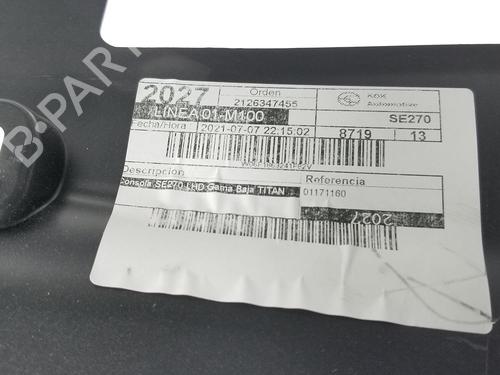 2027
Orden
2126347455
KDK
Automotive
LINEA 01-M100
SE270
Fecha/Hora
2021-07-07 22:15:02
8719
13
Descripcion
Referencia
Consola SE270 LHD Gama Baja TITAN
01171160
2027
B-PART